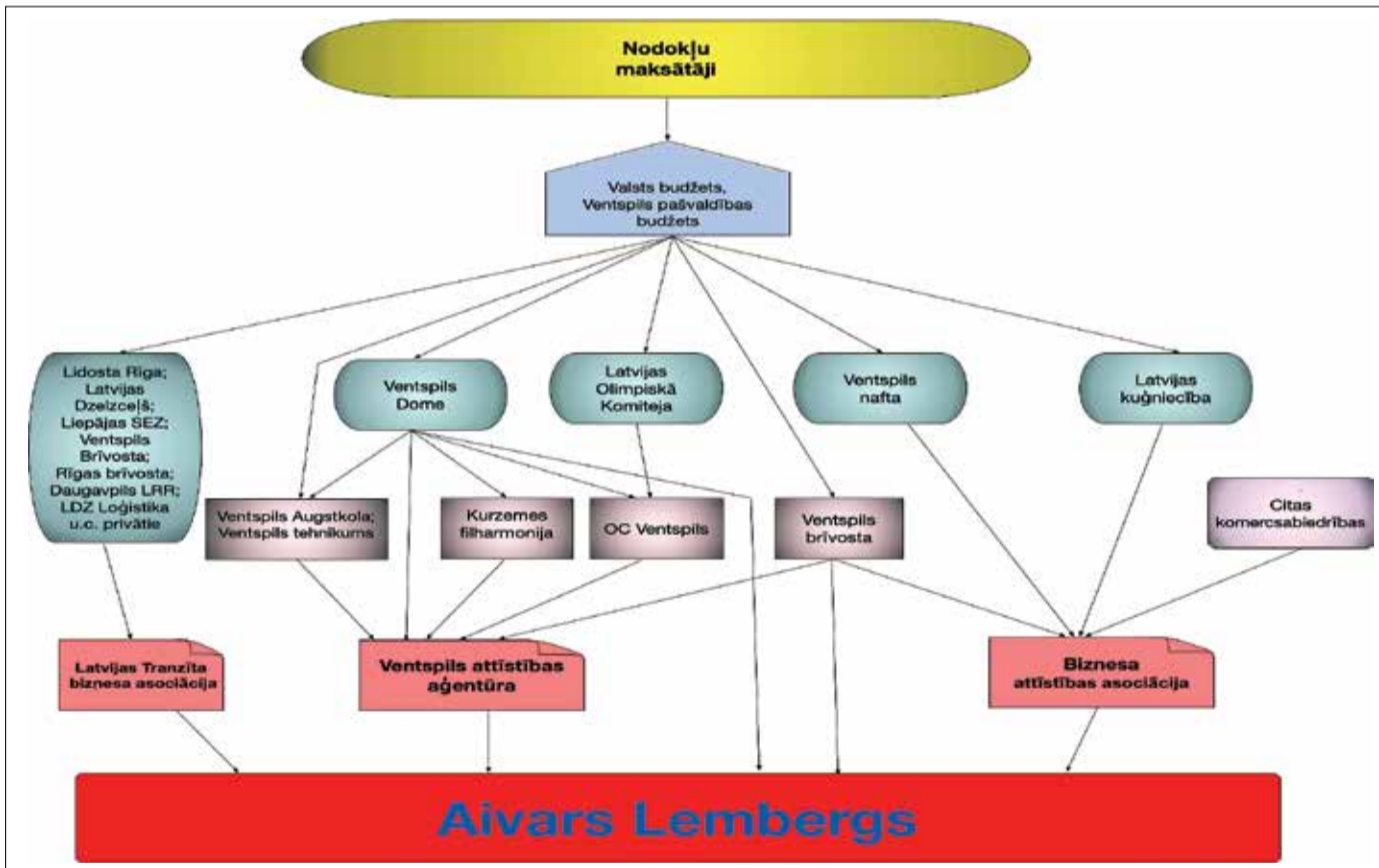 Nodokļu
maksātāji
Valsts budžets,
Ventspils pašvaldības
budžets
Lidosta Rīga;
Latvijas
Dzelzceļš;
Liepājas SEZ;
Ventspils
Brīvosta;
Rīgas brīvosta;
Daugavpils LRR;
LDZ Loģistika
u.c. privātie
Ventspils
Dome
Latvijas
Olimpiskā
Komiteja
Ventspils
nafta
Latvijas
kuģniecība
Ventspils Augstkola;
Ventspils tehnikums
Kurzemes
filharmonija
OC Ventspils
Ventspils
brīvosta
Citas
komercsabiedrības
Latvijas Tranzīta
biznesa asociācija
Ventspils attīstības
aģentūra
Biznesa
attīstības asociācija
Aivars Lembergs